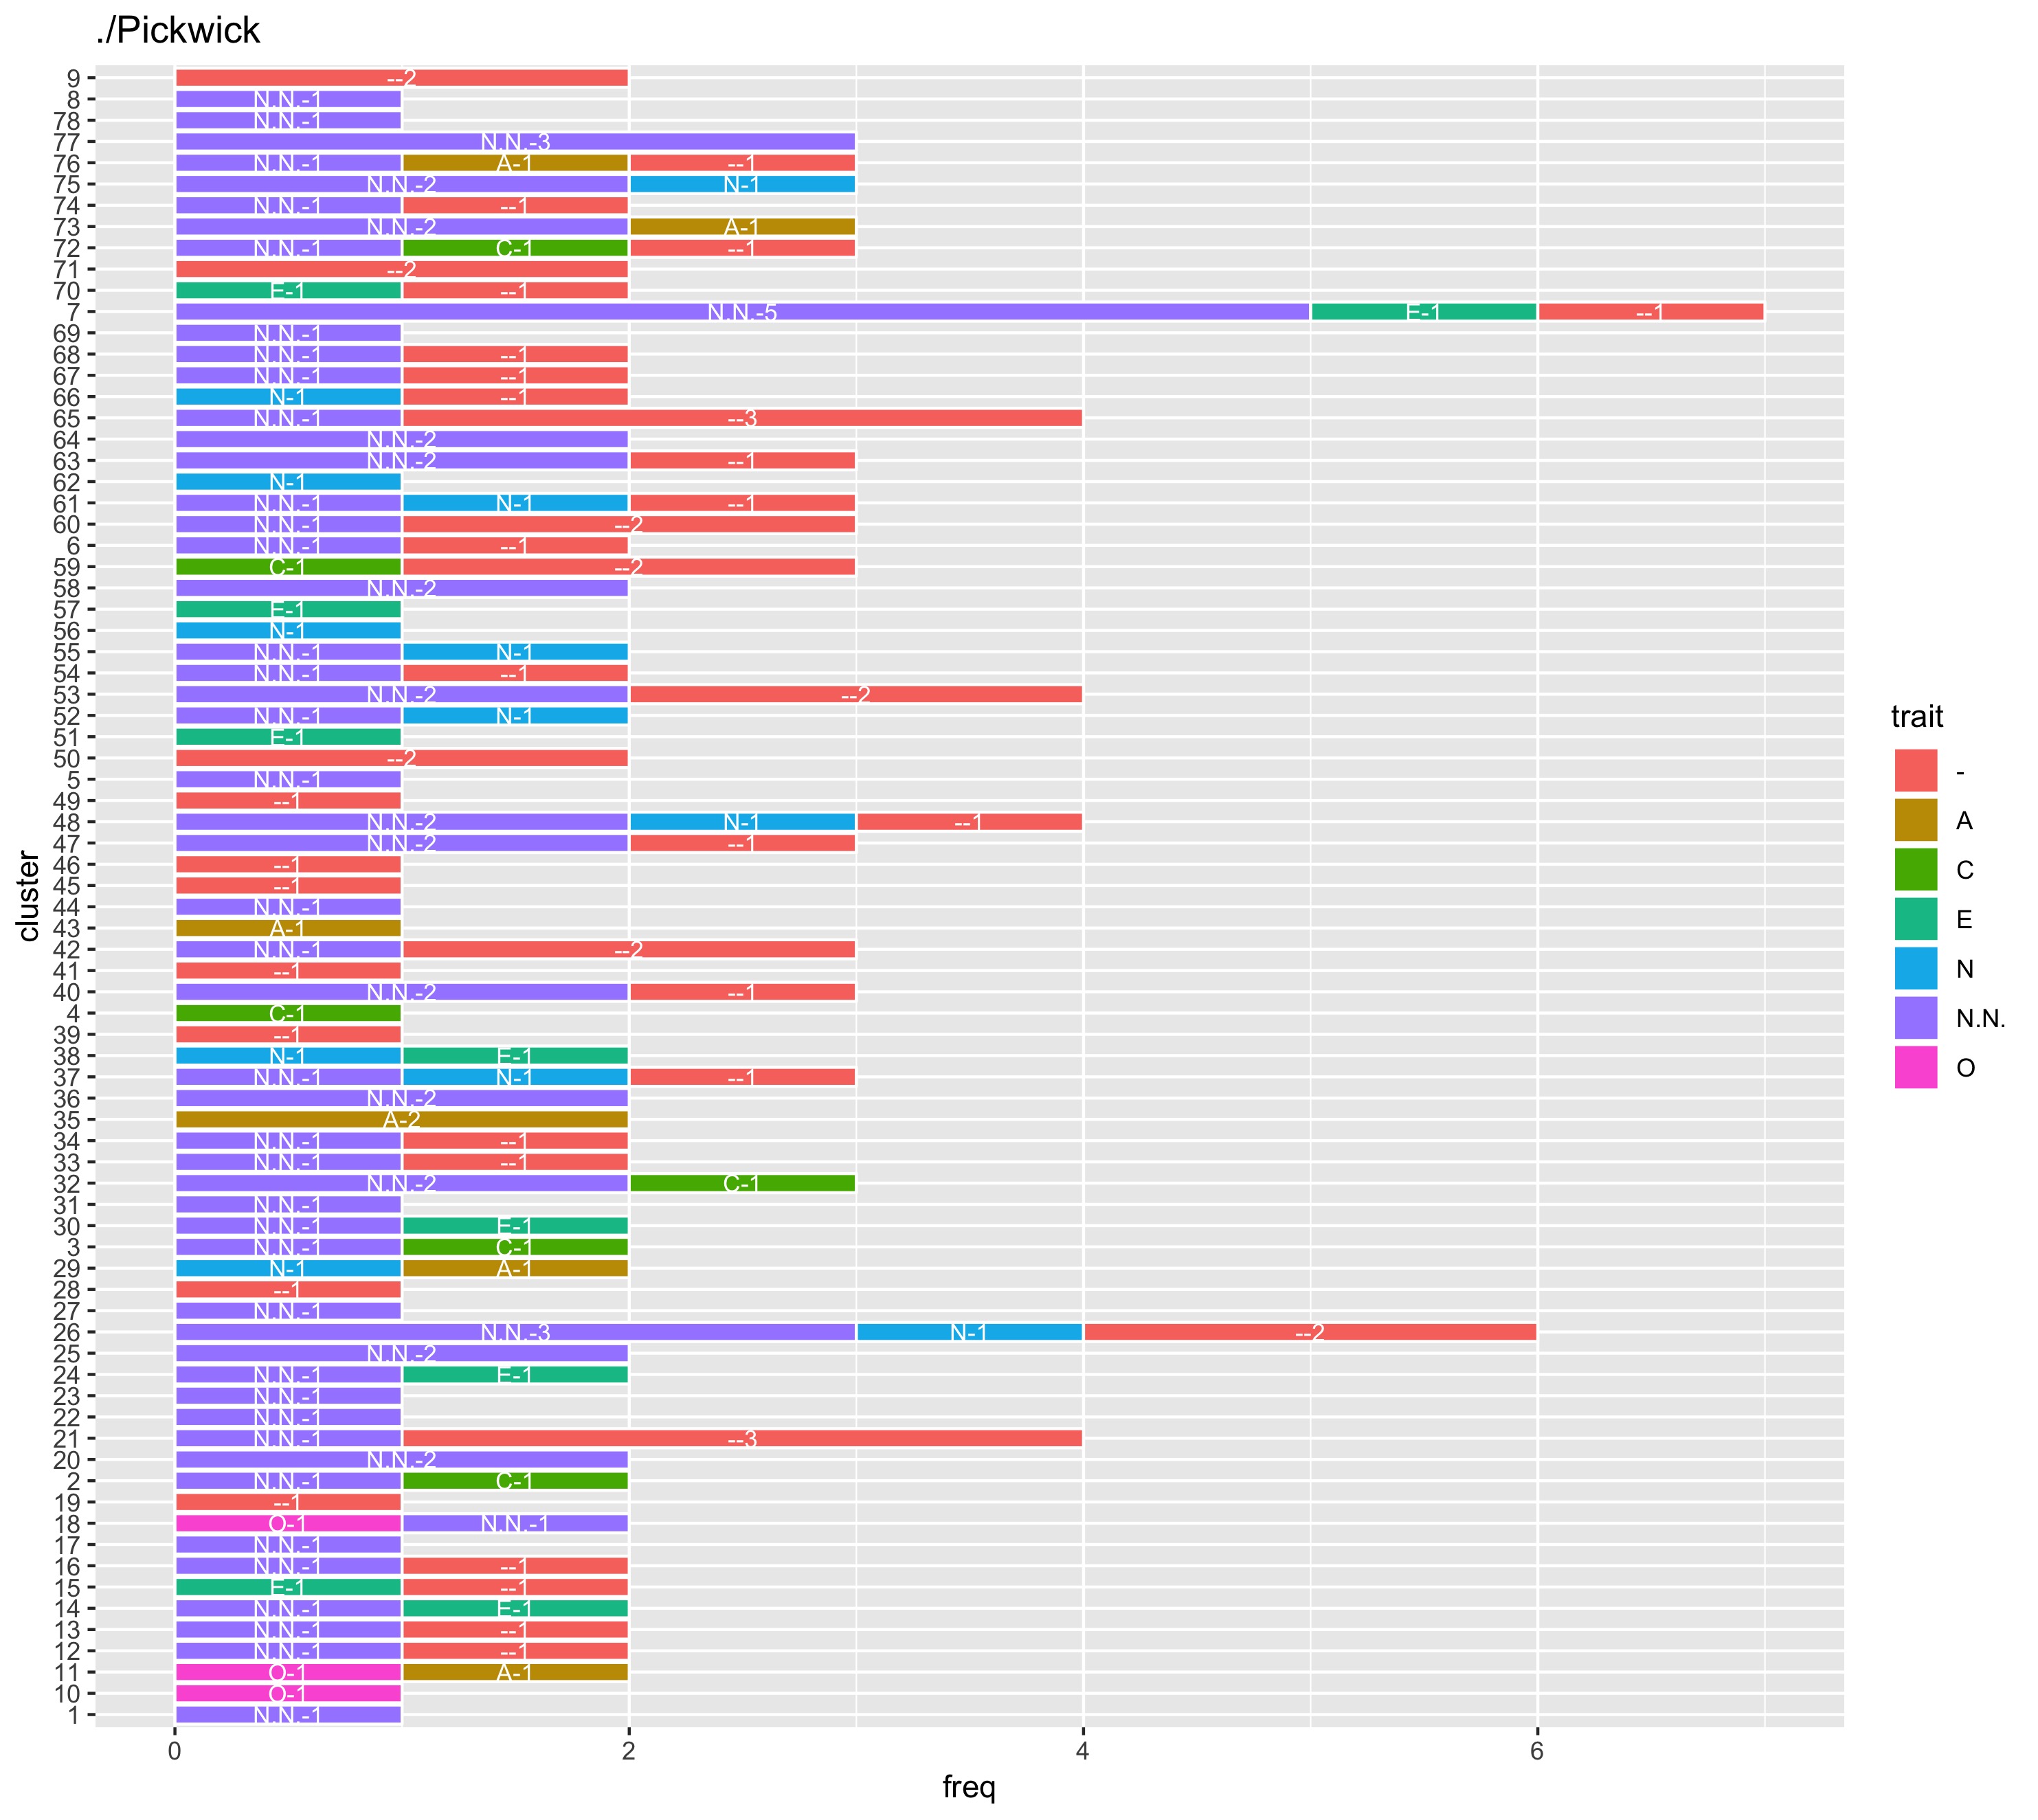 ./Pickwick
9 --2
8 N.N.-1
78 N.N.-1
77 N.N.-3
76 N.N.-1 A-1 --1
75 N.N.-2 N-1
74 N.N.-1 --1
73 N.N.-2 A-1
72 N.N.-1 C-1 --1
71 --2
70 E-1 --1
7 N.N.-5 E-1 --1
69 N.N.-1
68 N.N.-1 --1
67 N.N.-1 --1
66 N-1 --1
65 N.N.-1 --3
64 N.N.-2
63 N.N.-2 --1
62 N-1
61 N.N.-1 N-1 --1
60 N.N.-1 --2
6 N.N.-1 --1
59 C-1 --2
58 N.N.-2
57 E-1
56 N-1
55 N.N.-1 N-1
54 N.N.-1 --1
53 N.N.-2 --2
52 N.N.-1 N-1
51 E-1
50 --2
5 N.N.-1
49 --1
48 N.N.-2 N-1 --1
47 N.N.-2 --1
46 --1
45 --1
44 N.N.-1
43 A-1
42 N.N.-1 --2
41 --1
40 N.N.-2 --1
4 C-1
39 --1
38 N-1 E-1
37 N.N.-1 N-1 --1
36 N.N.-2
35 A-2
34 N.N.-1 --1
33 N.N.-1 --1
32 N.N.-2 C-1
31 N.N.-1
30 N.N.-1 E-1
3 N.N.-1 C-1
29 N-1 A-1
28 --1
27 N.N.-1
26 N.N.-3 N-1 --2
25 N.N.-2
24 N.N.-1 E-1
23 N.N.-1
22 N.N.-1
21 N.N.-1 --3
20 N.N.-2
2 N.N.-1 C-1
19 --1
18 O-1 N.N.-1
17 N.N.-1
16 N.N.-1 --1
15 E-1 --1
14 N.N.-1 E-1
13 N.N.-1 --1
12 N.N.-1 --1
11 O-1 A-1
10 O-1
1 N.N.-1
0 2 4 6
freq
cluster
trait
-
A
C
E
N
N.N.
O